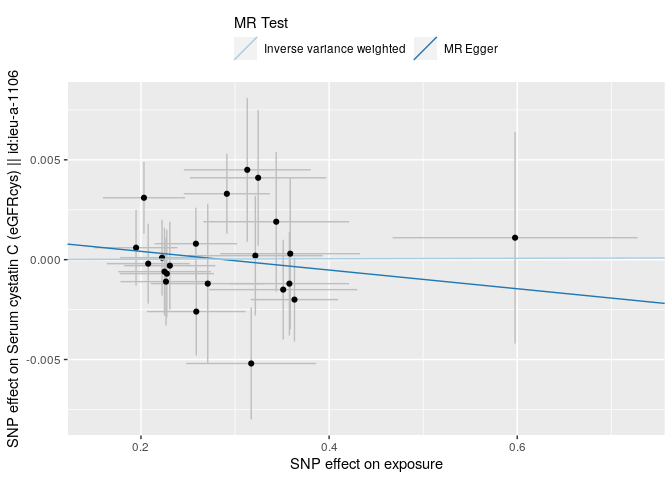 MR Test
Inverse variance weighted
MR Egger
SNP effect on Serum cystatin C (eGFRcys) || id:ieu-a-1106
0.005
0.000
-0.005
0.2
0.4
0.6
SNP effect on exposure